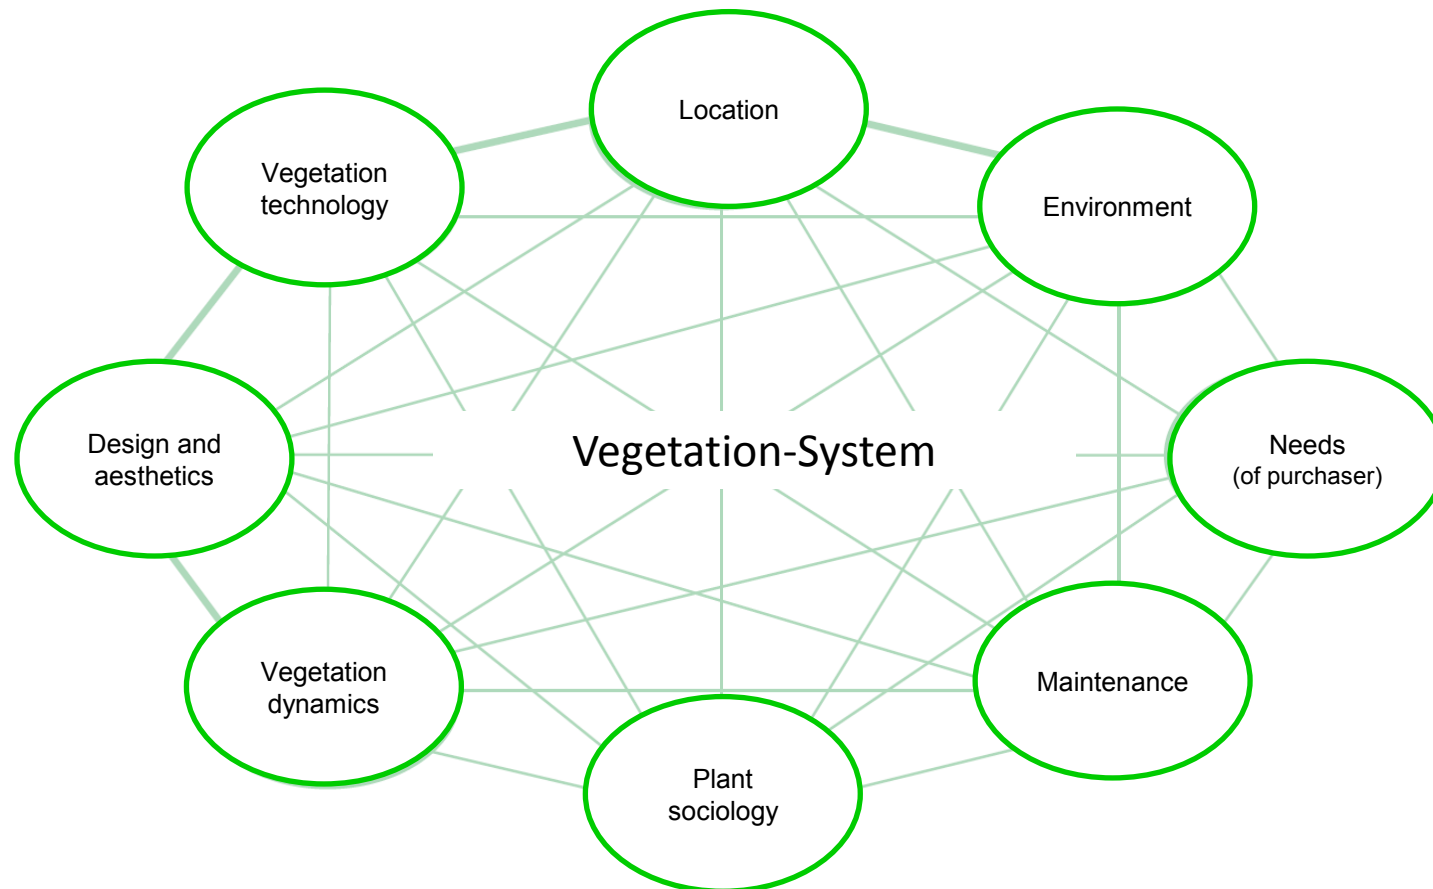 Location
Vegetation
technology
Environment
Design and
aesthetics
Vegetation-System
Needs
(of purchaser)
Vegetation
dynamics
Maintenance
Plant
sociology